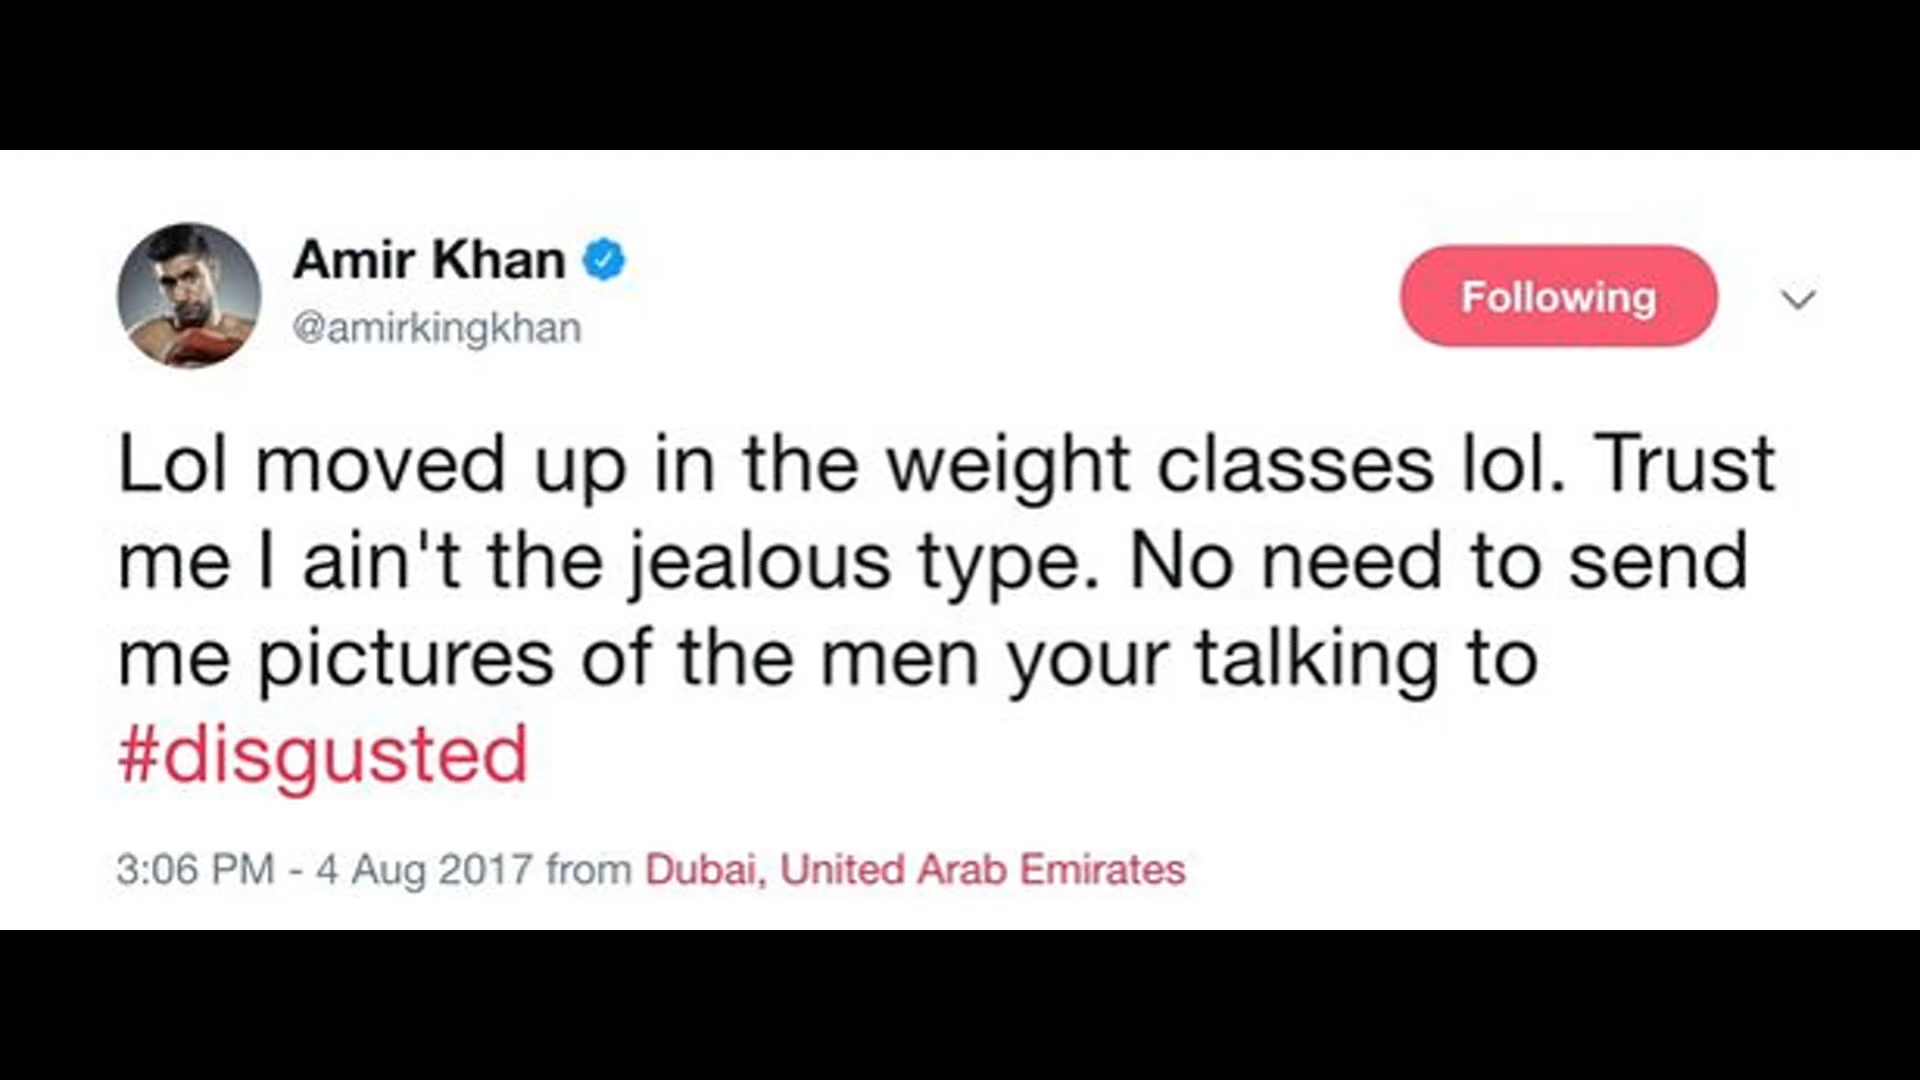 Amir Khan
@amirkingkhan
Following
Lol moved up in the weight classes lol. Trust
me I ain't the jealous type. No need to send
me pictures of the men your talking to
#disgusted
3:06 PM - 4 Aug 2017 from Dubai, United Arab Emirates